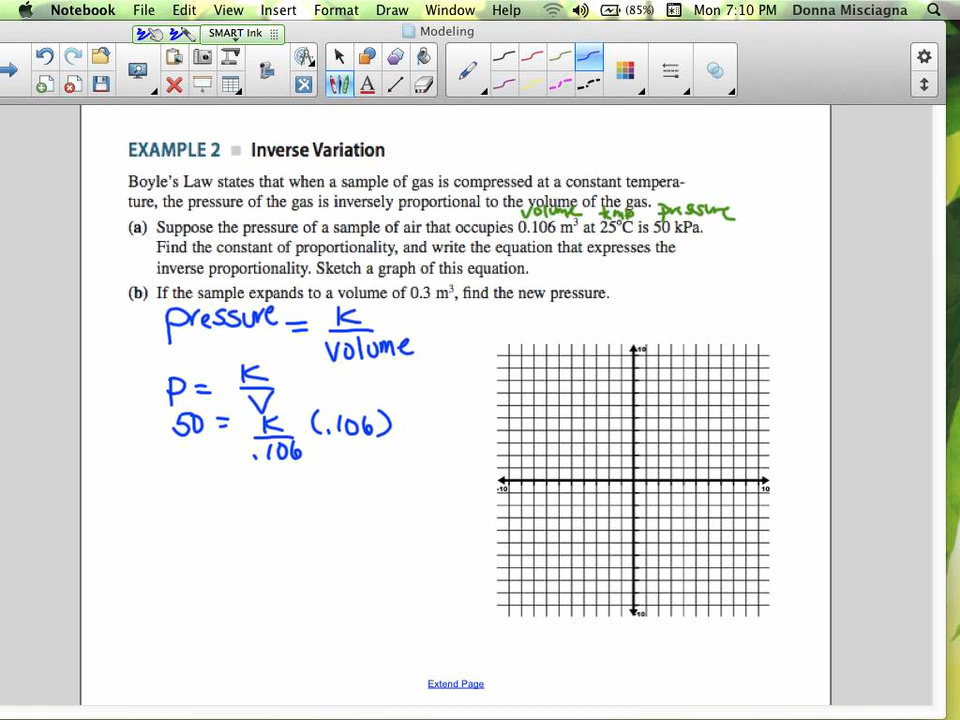 Notebook File Edit View Insert Format Draw Window Help (85%) Mon 7:10 PM Donna Misciagna
SMART Ink
Modeling
EXAMPLE 2 Inverse Variation
Boyle's Law states that when a sample of gas is compressed at a constant tempera-
ture, the pressure of the gas is inversely proportional to the volume of the gas.
volume temp pressure
(a) Suppose the pressure of a sample of air that occupies 0.106 m³ at 25°C is 50 kPa.
Find the constant of proportionality, and write the equation that expresses the
inverse proportionality. Sketch a graph of this equation.
(b) If the sample expands to a volume of 0.3 m³, find the new pressure.
pressure = K
volume
P = K
V
50 = K (.106)
.106
10
-10 10
-10
Extend Page